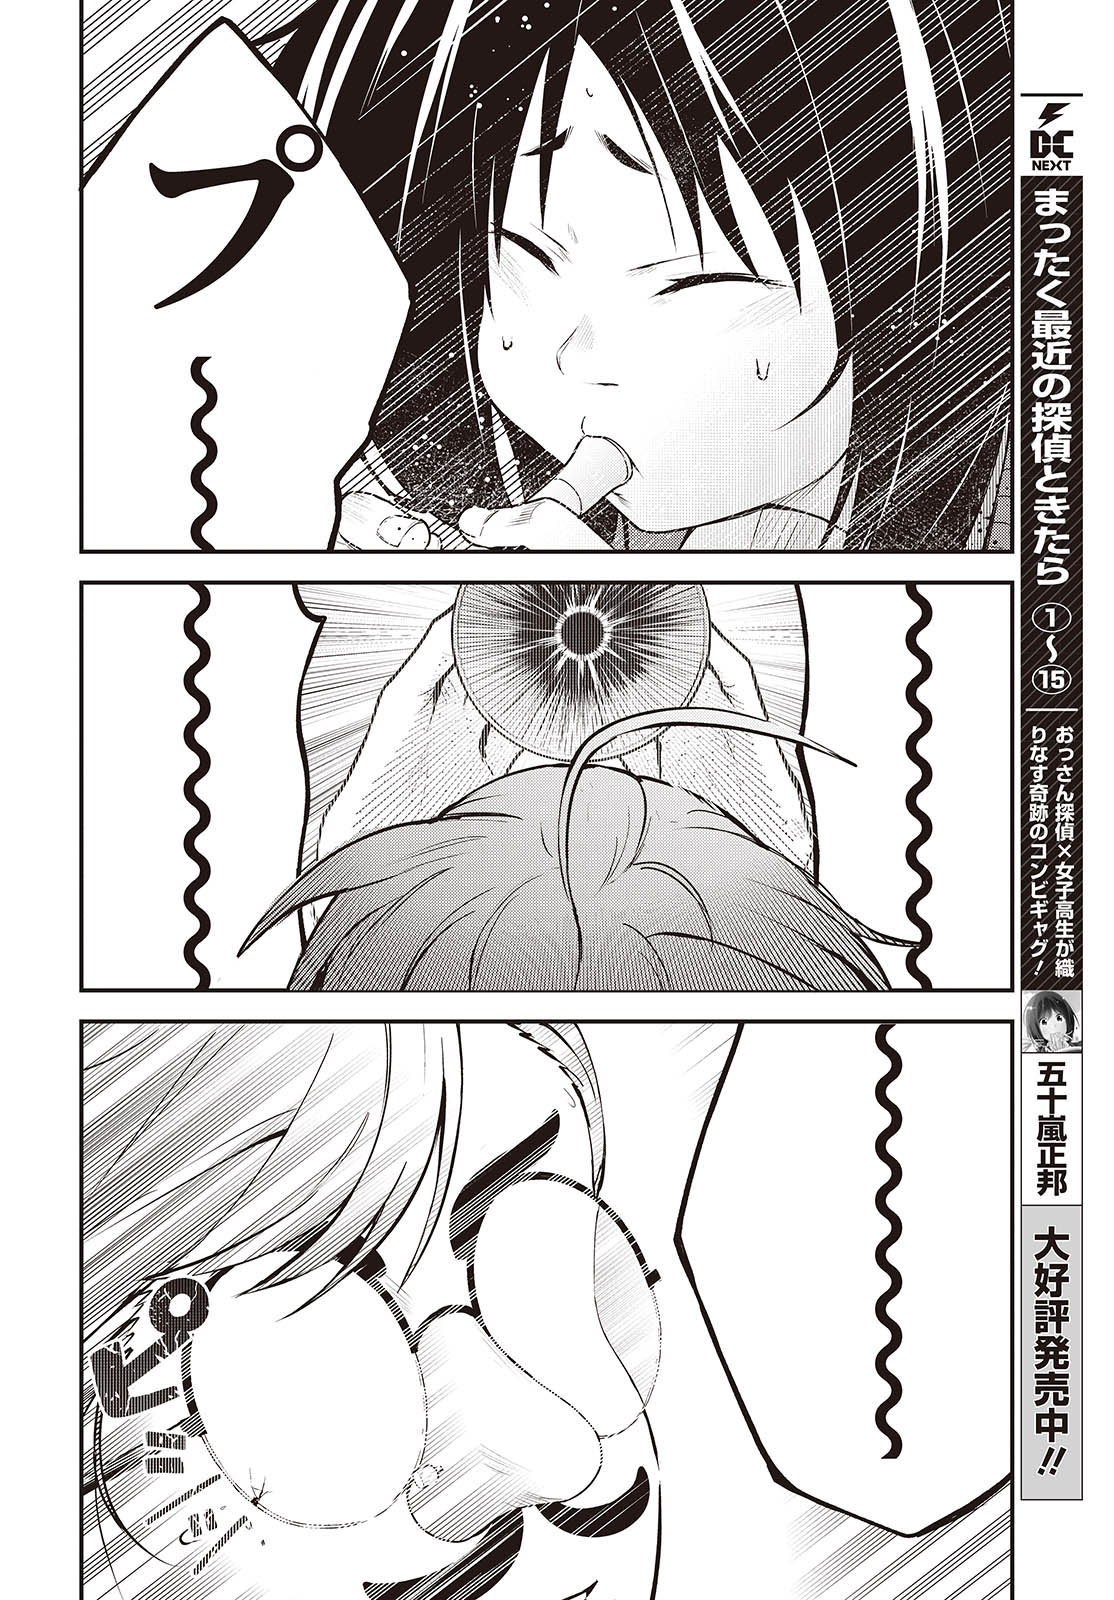 プ〜〜〜
DC
NEXT
まったく最近の探偵ときたら ①〜⑮
おっさん探偵×女子高生が織
りなす奇跡のコンビギャグ！
五十嵐正邦
大好評発売中!!